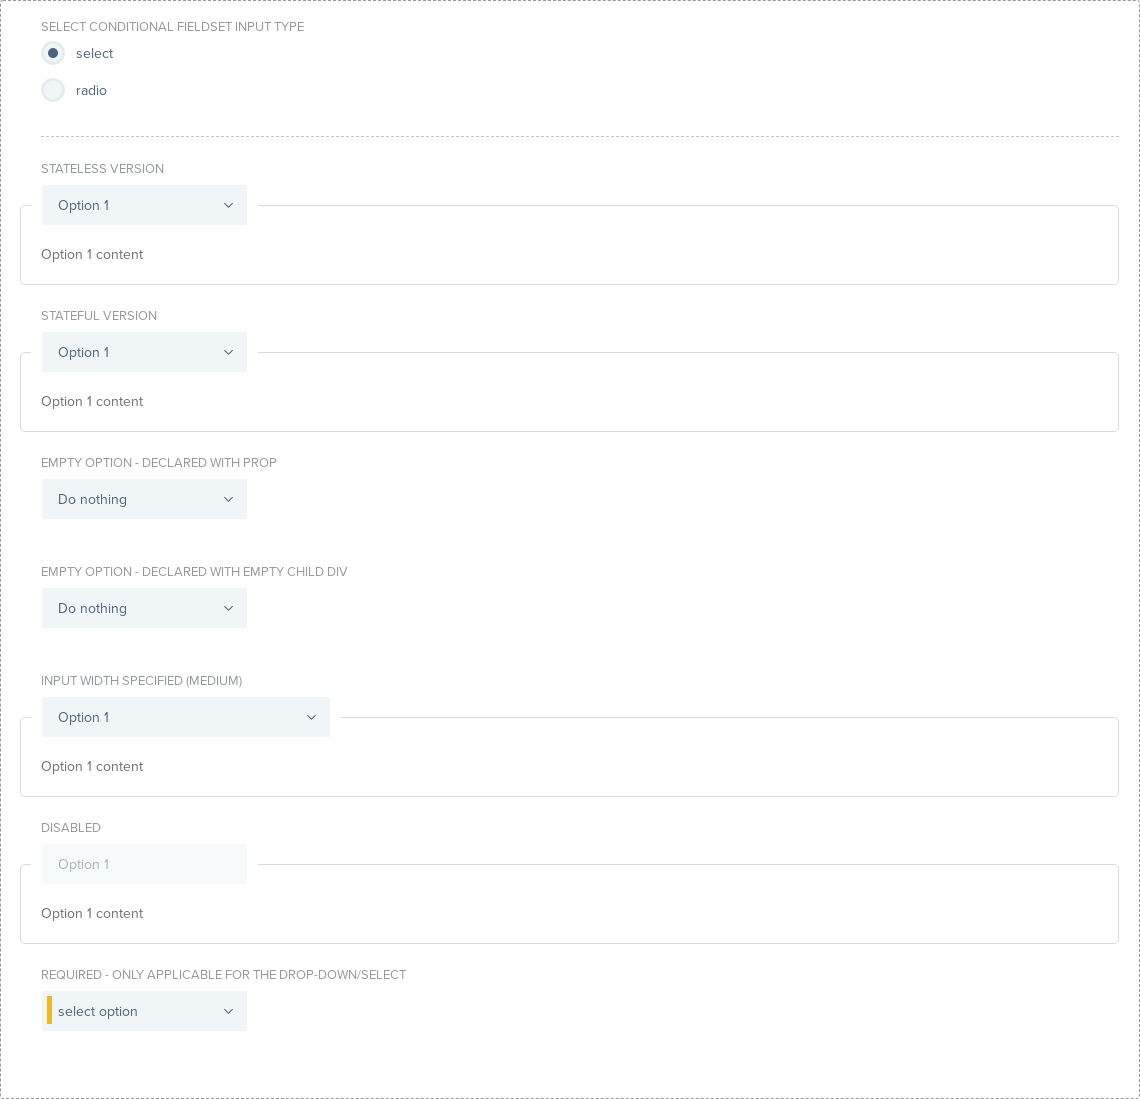 SELECT CONDITIONAL FIELDSET INPUT TYPE
select
radio
STATELESS VERSION
Option 1
Option 1 content
STATEFUL VERSION
Option 1
Option 1 content
EMPTY OPTION - DECLARED WITH PROP
Do nothing
EMPTY OPTION - DECLARED WITH EMPTY CHILD DIV
Do nothing
INPUT WIDTH SPECIFIED (MEDIUM)
Option 1
Option 1 content
DISABLED
Option 1
Option 1 content
REQUIRED - ONLY APPLICABLE FOR THE DROP-DOWN/SELECT
select option